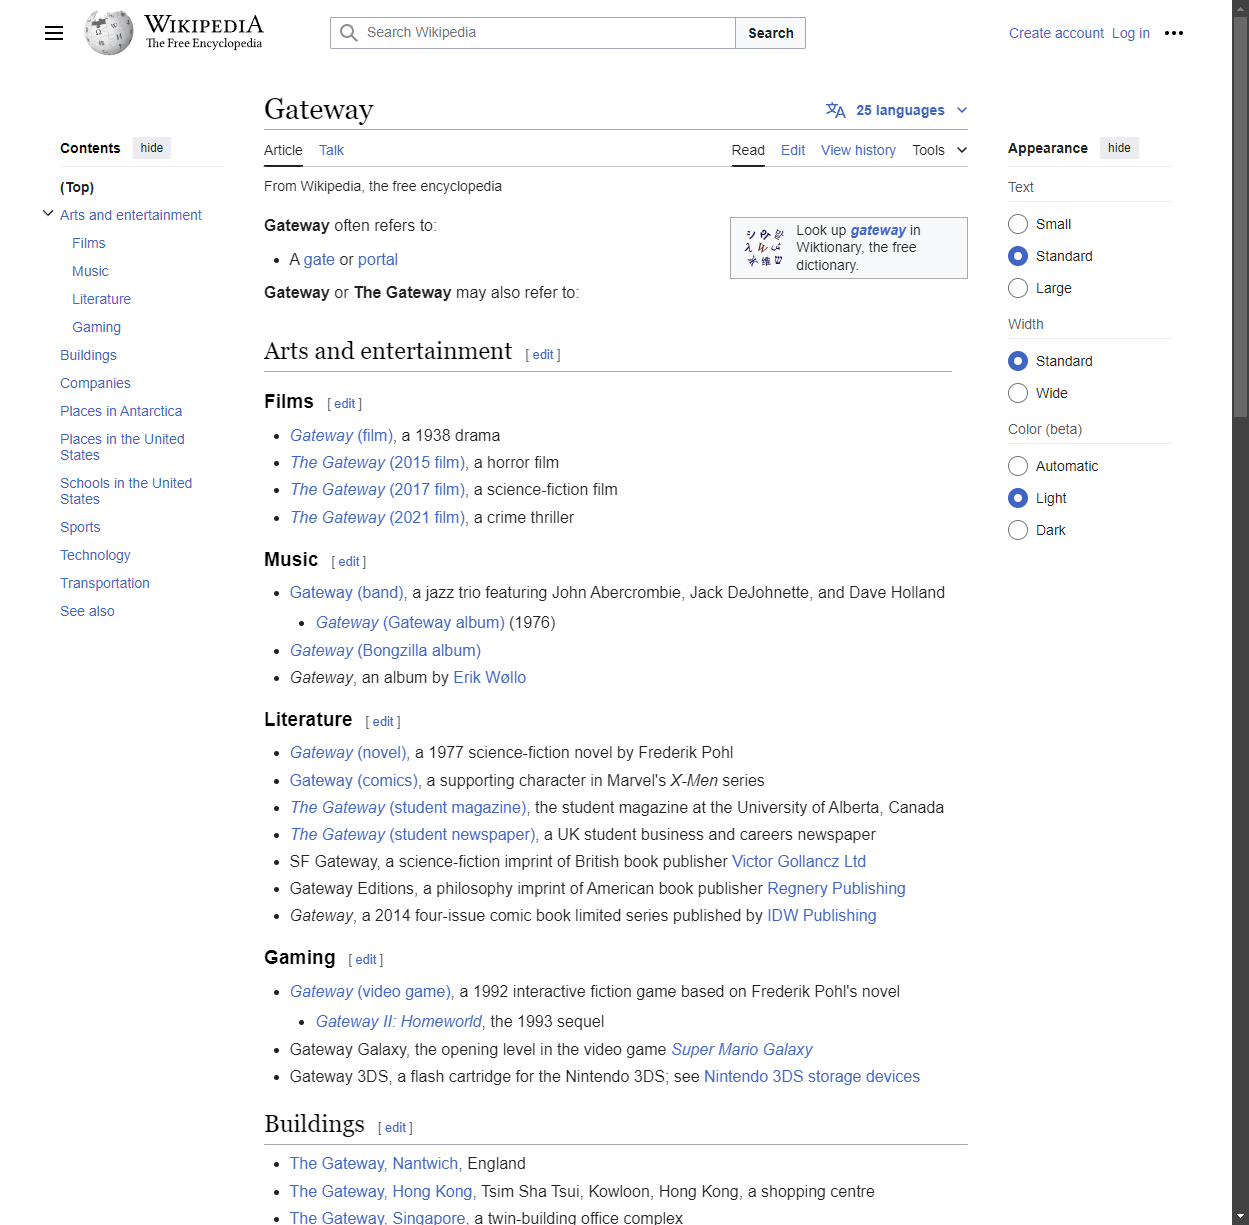 WIKIPEDIA
The Free Encyclopedia
Search Wikipedia
Search
Create account
Log in
Contents
hide
(Top)
Arts and entertainment
Films
Music
Literature
Gaming
Buildings
Companies
Places in Antarctica
Places in the United
States
Schools in the United
States
Sports
Technology
Transportation
See also
Gateway
25 languages
Article
Talk
Read
Edit
View history
Tools
From Wikipedia, the free encyclopedia
Gateway often refers to:
A gate or portal
Gateway or The Gateway may also refer to:
Look up gateway in
Wiktionary, the free
dictionary.
Arts and entertainment [ edit ]
Films [ edit ]
Gateway (film), a 1938 drama
The Gateway (2015 film), a horror film
The Gateway (2017 film), a science-fiction film
The Gateway (2021 film), a crime thriller
Music [ edit ]
Gateway (band), a jazz trio featuring John Abercrombie, Jack DeJohnette, and Dave Holland
Gateway (Gateway album) (1976)
Gateway (Bongzilla album)
Gateway, an album by Erik Wøllo
Literature [ edit ]
Gateway (novel), a 1977 science-fiction novel by Frederik Pohl
Gateway (comics), a supporting character in Marvel's X-Men series
The Gateway (student magazine), the student magazine at the University of Alberta, Canada
The Gateway (student newspaper), a UK student business and careers newspaper
SF Gateway, a science-fiction imprint of British book publisher Victor Gollancz Ltd
Gateway Editions, a philosophy imprint of American book publisher Regnery Publishing
Gateway, a 2014 four-issue comic book limited series published by IDW Publishing
Gaming [ edit ]
Gateway (video game), a 1992 interactive fiction game based on Frederik Pohl's novel
Gateway II: Homeworld, the 1993 sequel
Gateway Galaxy, the opening level in the video game Super Mario Galaxy
Gateway 3DS, a flash cartridge for the Nintendo 3DS; see Nintendo 3DS storage devices
Buildings [ edit ]
The Gateway, Nantwich, England
The Gateway, Hong Kong, Tsim Sha Tsui, Kowloon, Hong Kong, a shopping centre
The Gateway, Singapore, a twin-building office complex
Appearance
hide
Text
Small
Standard
Large
Width
Standard
Wide
Color (beta)
Automatic
Light
Dark